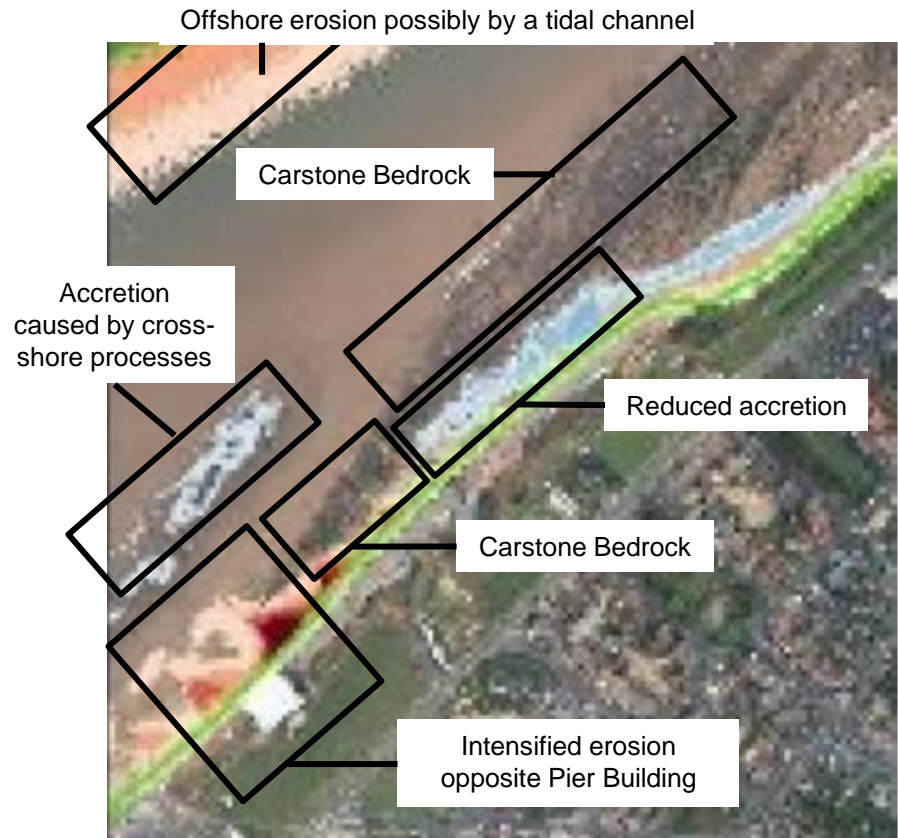 Offshore erosion possibly by a tidal channel
Carstone Bedrock
Accretion
caused by cross-
shore processes
Reduced accretion
Carstone Bedrock
Intensified erosion
opposite Pier Building